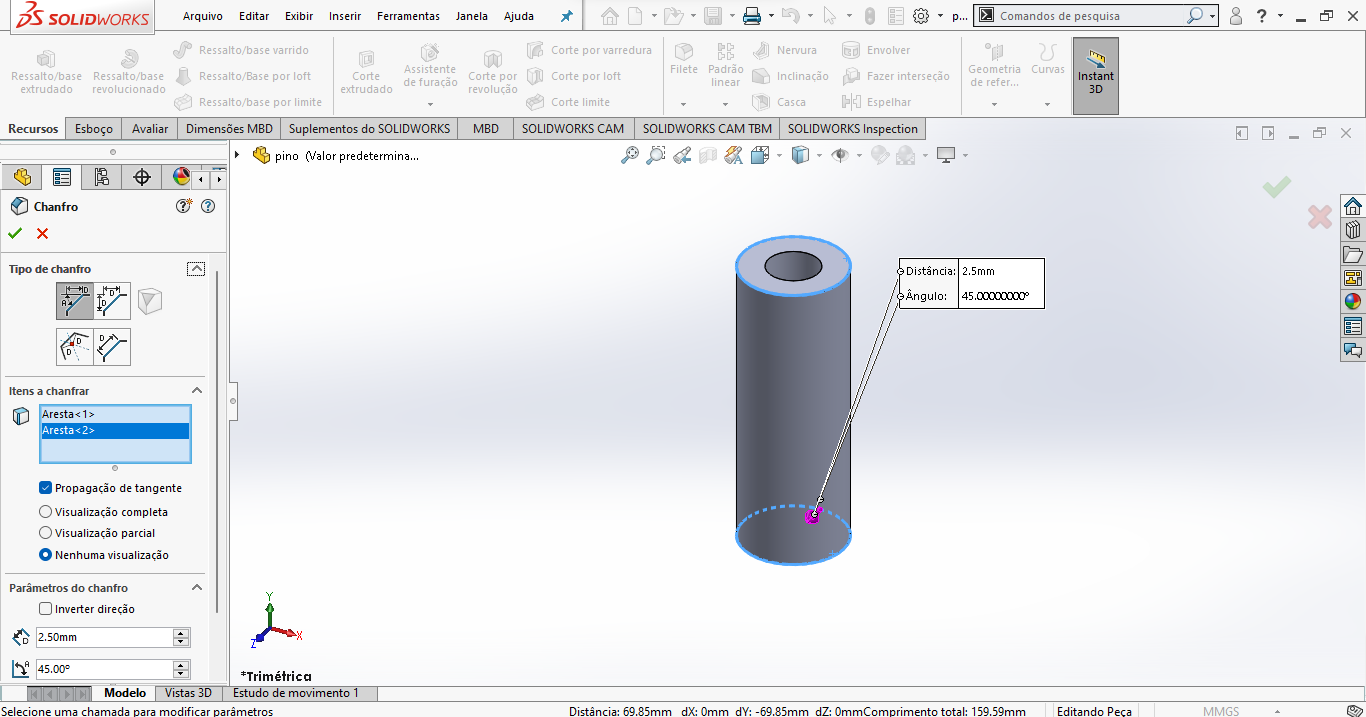 SOLIDWORKS
Arquivo Editar Exibir Inserir Ferramentas Janela Ajuda
p...
Comandos de pesquisa
?
Ressalto/base extrudado
Ressalto/base revolucionado
Ressalto/base varrido
Ressalto/Base por loft
Ressalto/base por limite
Corte extrudado
Assistente de furação
Corte por revolução
Corte por varredura
Corte por loft
Corte limite
Filete
Padrão linear
Nervura
Inclinação
Casca
Envolver
Fazer interseção
Espelhar
Geometria de refer...
Curvas
Instant 3D
Recursos Esboço Avaliar Dimensões MBD Suplementos do SOLIDWORKS MBD SOLIDWORKS CAM SOLIDWORKS CAM TBM SOLIDWORKS Inspection
pino (Valor predetermina...
Chanfro
Tipo de chanfro
Itens a chanfrar
Aresta<1>
Aresta<2>
Propagação de tangente
Visualização completa
Visualização parcial
Nenhuma visualização
Parâmetros do chanfro
Inverter direção
2.50mm
45.00º
Distância: 2.5mm
Ângulo: 45.00000000º
Y
X
Z
*Trimétrica
Modelo Vistas 3D Estudo de movimento 1
Selecione uma chamada para modificar parâmetros
Distância: 69.85mm dX: 0mm dY: -69.85mm dZ: 0mmComprimento total: 159.59mm
Editando Peça
MMGS